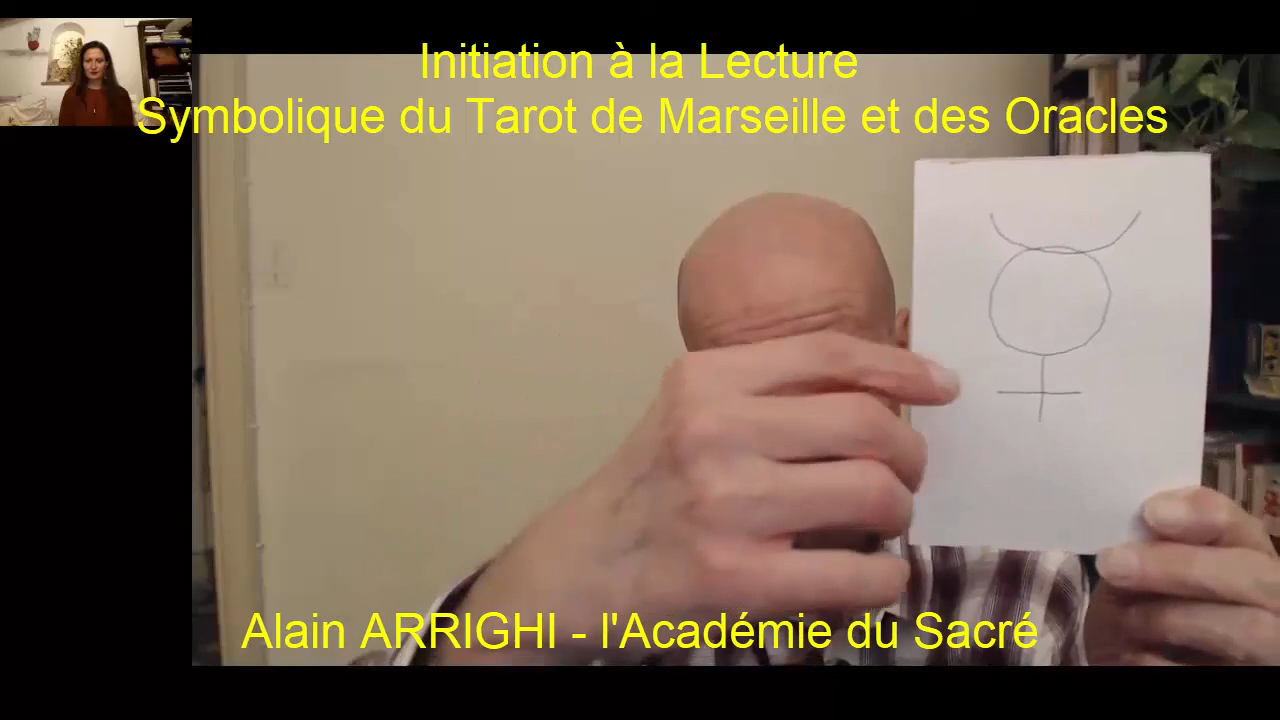 Initiation à la Lecture
Symbolique du Tarot de Marseille et des Oracles
Alain ARRIGHI - l'Académie du Sacré